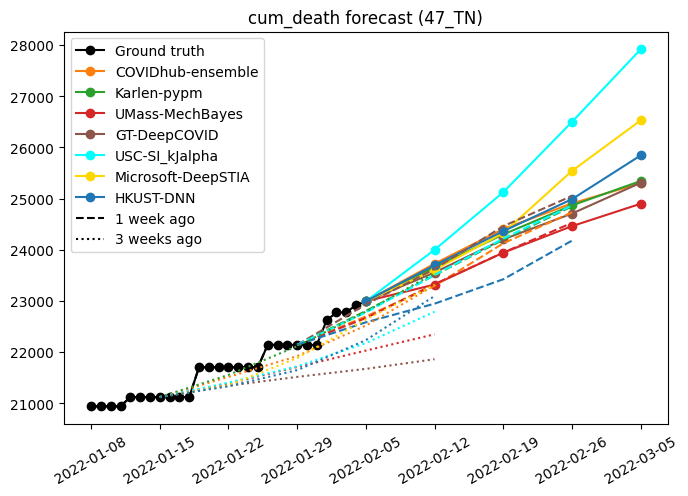 cum_death forecast (47_TN)
28000
27000
26000
25000
24000
23000
22000
21000
Ground truth
COVIDhub-ensemble
Karlen-pypm
UMass-MechBayes
GT-DeepCOVID
USC-SI_kJalpha
Microsoft-DeepSTIA
HKUST-DNN
1 week ago
3 weeks ago
2022-01-08
2022-01-15
2022-01-22
2022-01-29
2022-02-05
2022-02-12
2022-02-19
2022-02-26
2022-03-05